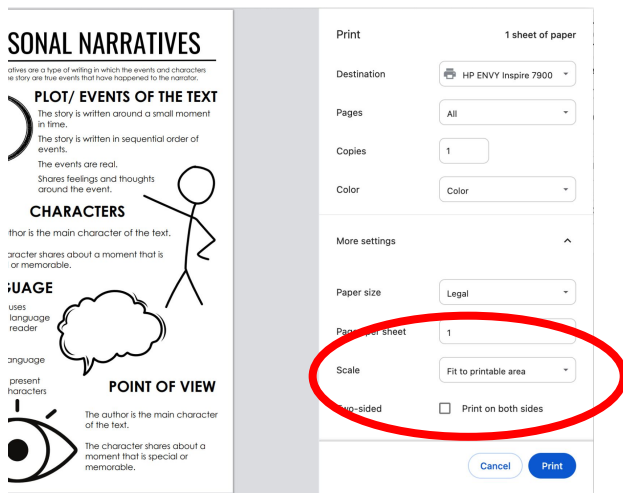 SONAL NARRATIVES
atives are a type of writing in which the events and characters
e story are true events that have happened to the narrator.
PLOT/ EVENTS OF THE TEXT
The story is written around a small moment
in time.
The story is written in sequential order of
events.
The events are real.
Shares feelings and thoughts
around the event.
CHARACTERS
thor is the main character of the text.
aracter shares about a moment that is
or memorable.
GUAGE
uses
language
reader
anguage
present
haracters
POINT OF VIEW
The author is the main character
of the text.
The character shares about a
moment that is special or
memorable.
Print
1 sheet of paper
Destination
HP ENVY Inspire 7900
Pages
All
Copies
1
Color
Color
More settings
Paper size
Legal
Pages per sheet
1
Scale
Fit to printable area
Two-sided
Print on both sides
Cancel
Print